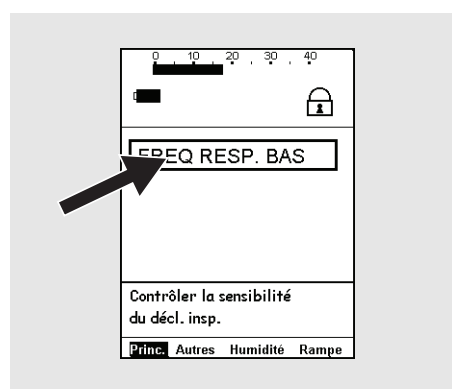 0 10 20 30 40
FREQ RESP. BAS
Contrôler la sensibilité
du décl. insp.
Princ. Autres Humidité Rampe